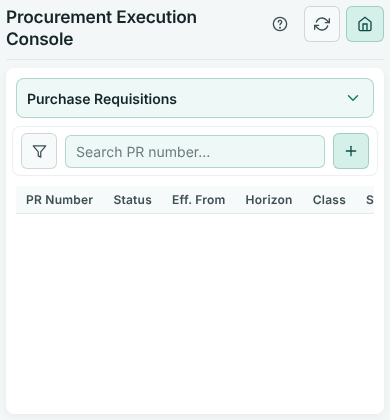 Procurement Execution
Console
Purchase Requisitions
Search PR number...
PR Number Status Eff. From Horizon Class S